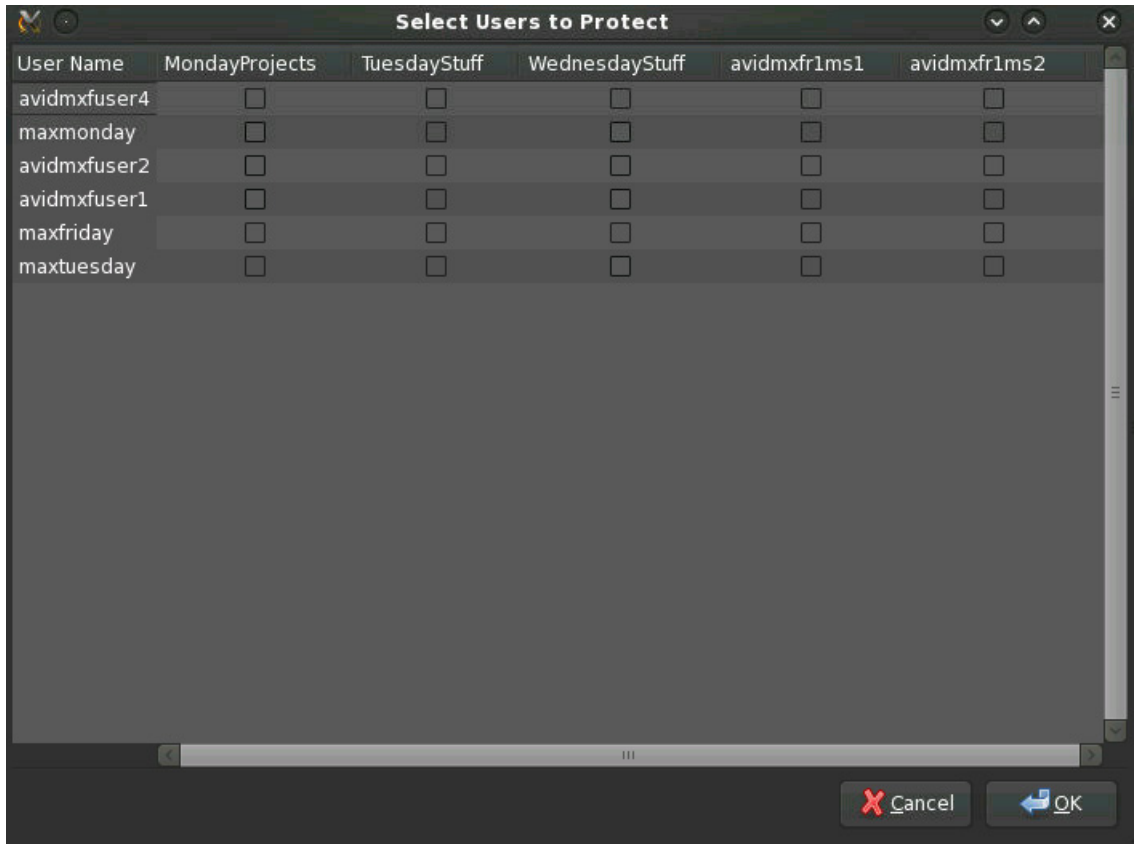 Select Users to Protect
User Name MondayProjects TuesdayStuff WednesdayStuff avidmxfr1ms1 avidmxfr1ms2
avidmxfuser4
maxmonday
avidmxfuser2
avidmxfuser1
maxfriday
maxtuesday
Cancel OK